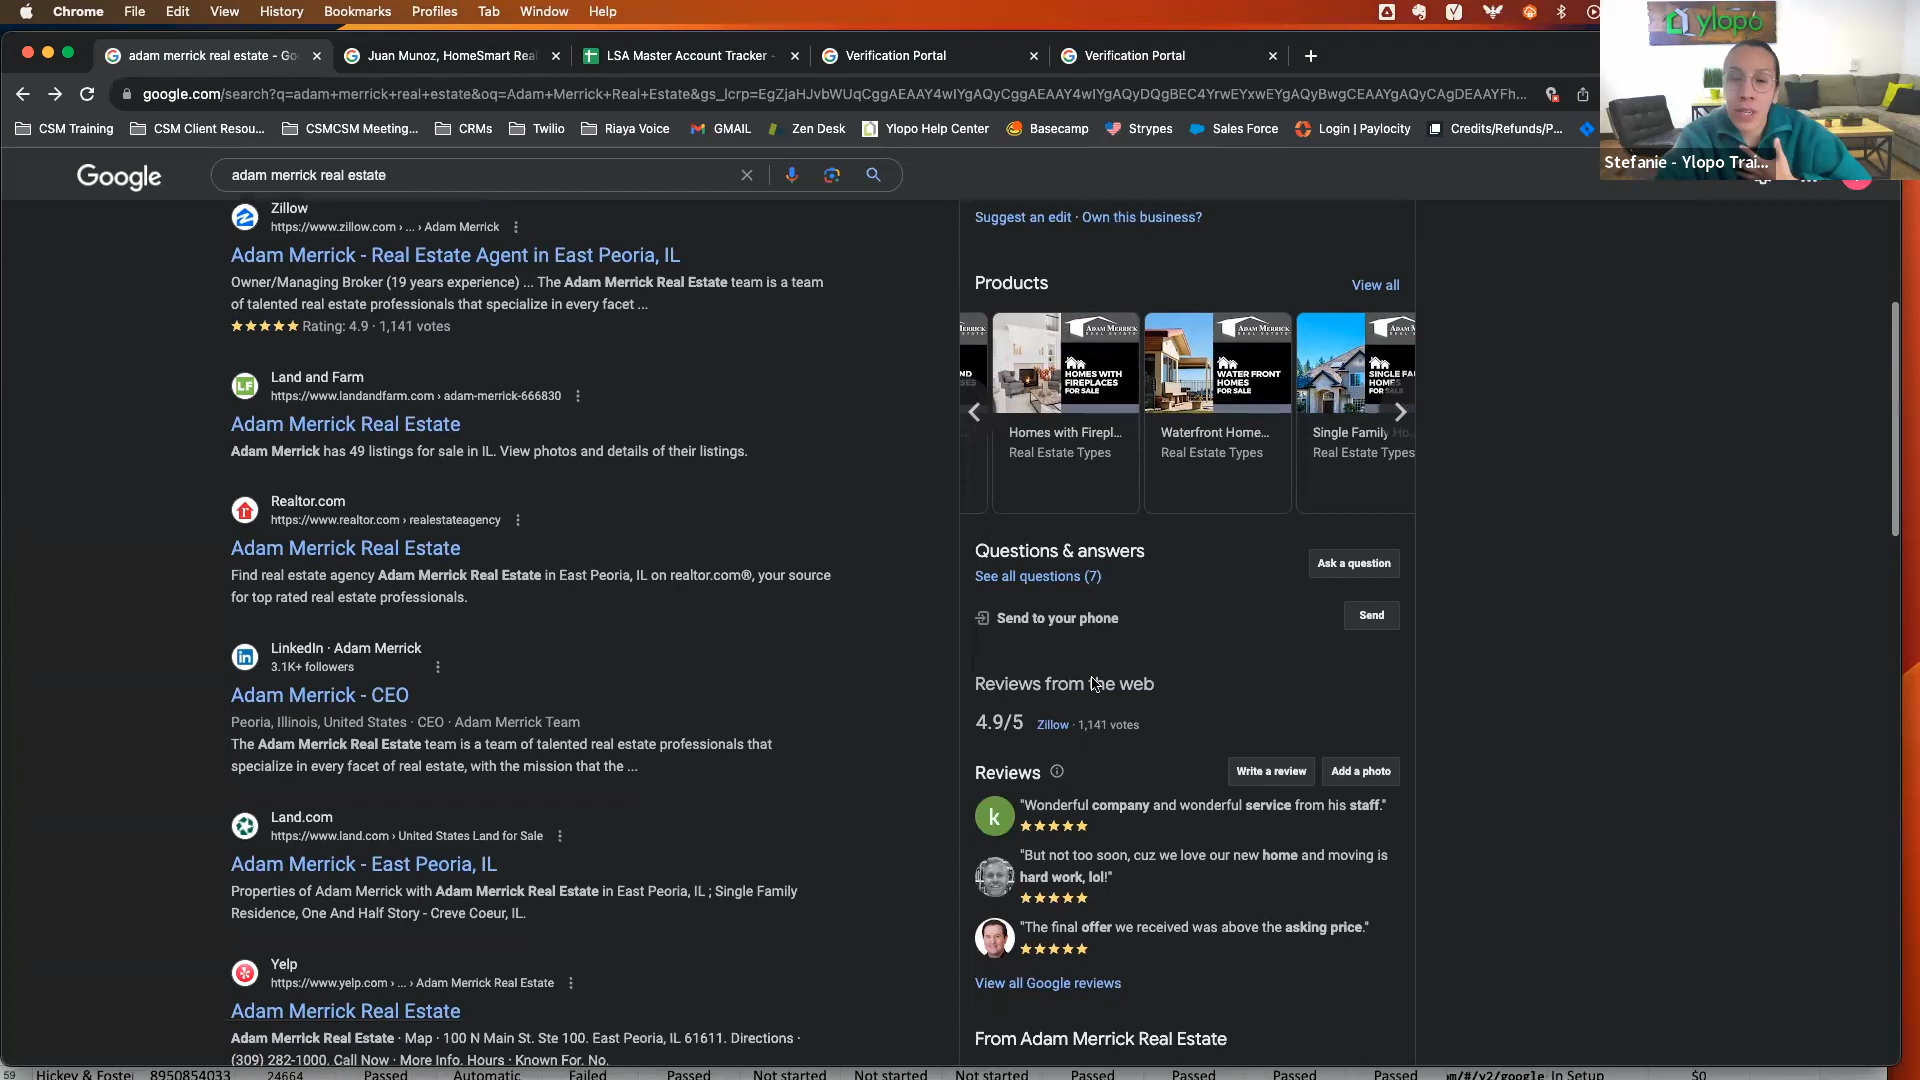 Chrome File Edit View History Bookmarks Profiles Tab Window Help
adam merrick real estate - Go
Juan Munoz, HomeSmart Real
LSA Master Account Tracker -
Verification Portal
Verification Portal
google.com/search?q=adam+merrick+real+estate&oq=Adam+Merrick+Real+Estate&gs_lcrp=EgZjaHJvbWUqCggAEAAY4wIYgAQyCggAEAAY4wIYgAQyDQgBEC4YrwEYxwEYgAQyBwgCEAAYgAQyCAgDEAAYFh...
CSM Training
CSM Client Resou...
CSMCSM Meeting...
CRMs
Twilio
Riaya Voice
GMAIL
Zen Desk
Ylopo Help Center
Basecamp
Strypes
Sales Force
Login | Paylocity
Credits/Refunds/P...
ylopo
Stefanie - Ylopo Trai...
Google
adam merrick real estate
Zillow
https://www.zillow.com › ... › Adam Merrick
Adam Merrick - Real Estate Agent in East Peoria, IL
Owner/Managing Broker (19 years experience) ... The Adam Merrick Real Estate team is a team
of talented real estate professionals that specialize in every facet ...
Rating: 4.9 · 1,141 votes
Land and Farm
https://www.landandfarm.com › adam-merrick-666830
Adam Merrick Real Estate
Adam Merrick has 49 listings for sale in IL. View photos and details of their listings.
Realtor.com
https://www.realtor.com › realestateagency
Adam Merrick Real Estate
Find real estate agency Adam Merrick Real Estate in East Peoria, IL on realtor.com®, your source
for top rated real estate professionals.
LinkedIn · Adam Merrick
3.1K+ followers
Adam Merrick - CEO
Peoria, Illinois, United States · CEO · Adam Merrick Team
The Adam Merrick Real Estate team is a team of talented real estate professionals that
specialize in every facet of real estate, with the mission that the ...
Land.com
https://www.land.com › United States Land for Sale
Adam Merrick - East Peoria, IL
Properties of Adam Merrick with Adam Merrick Real Estate in East Peoria, IL ; Single Family
Residence, One And Half Story - Creve Coeur, IL.
Yelp
https://www.yelp.com › ... › Adam Merrick Real Estate
Adam Merrick Real Estate
Adam Merrick Real Estate · Map · 100 N Main St. Ste 100. East Peoria, IL 61611. Directions ·
(309) 282-1000. Call Now · More Info. Hours · Known For. No.
Suggest an edit · Own this business?
Products
View all
ADAM MERRICK
REAL ESTATE
HOMES WITH
FIREPLACES
FOR SALE
Homes with Firepl...
Real Estate Types
ADAM MERRICK
REAL ESTATE
WATER FRONT
HOMES
FOR SALE
Waterfront Home...
Real Estate Types
ADAM M
REAL
SINGLE FA
HOMES
FOR SALE
Single Family Ho...
Real Estate Types
Questions & answers
See all questions (7)
Ask a question
Send to your phone
Send
Reviews from the web
4.9/5 Zillow · 1,141 votes
Reviews
Write a review
Add a photo
k
"Wonderful company and wonderful service from his staff."
"But not too soon, cuz we love our new home and moving is
hard work, lol!"
"The final offer we received was above the asking price."
View all Google reviews
From Adam Merrick Real Estate
59 Hickey & Foste 8950854033 24664 Passed Automatic Failed Passed Not started Not started Not started Passed Passed Passed Passed m/#/v2/google In Setup $0